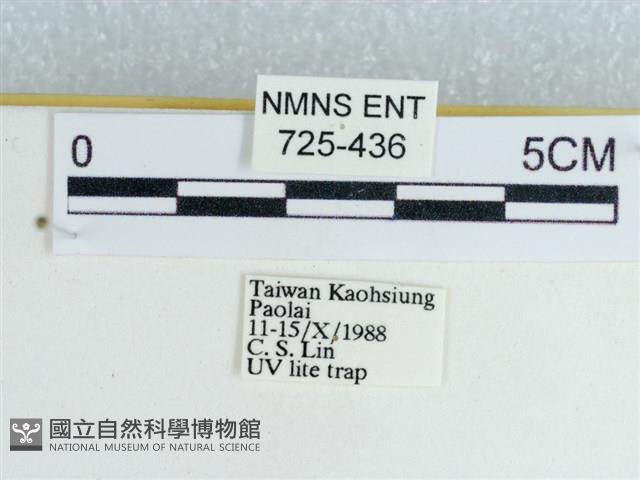 NMNS ENT
725-436
0 5CM
Taiwan Kaohsiung
Paolai
11-15/X/1988
C. S. Lin
UV lite trap
國立自然科學博物館
NATIONAL MUSEUM OF NATURAL SCIENCE